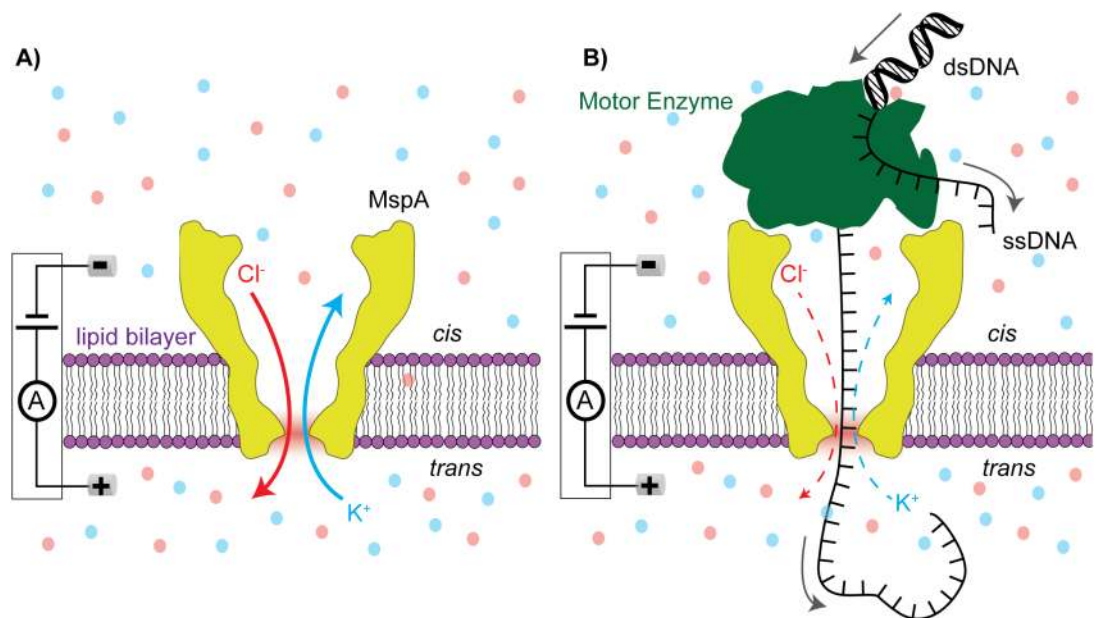 A)
MspA
-
Cl⁻
lipid bilayer
cis
A
trans
+
K⁺
B)
dsDNA
Motor Enzyme
ssDNA
-
Cl⁻
cis
A
trans
+
K⁺